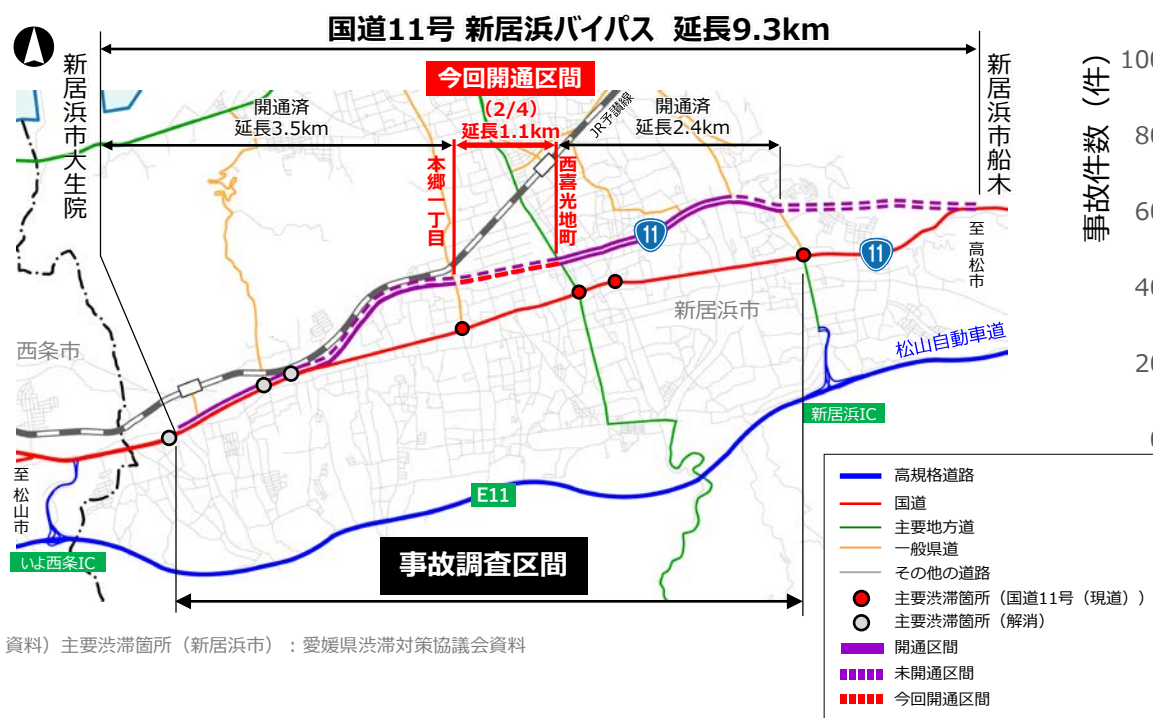 国道11号 新居浜バイパス 延長9.3km
新居浜市大生院
開通済
延長3.5km
今回開通区間
(2/4)
延長1.1km
本郷一丁目
西喜光地町
JR予讃線
開通済
延長2.4km
新居浜市船木
11
11
至高松市
新居浜市
西条市
松山自動車道
新居浜IC
至松山市
E11
いよ西条IC
事故調査区間
資料）主要渋滞箇所（新居浜市）：愛媛県渋滞対策協議会資料
高規格道路
国道
主要地方道
一般県道
その他の道路
主要渋滞箇所（国道11号（現道））
主要渋滞箇所（解消）
開通区間
未開通区間
今回開通区間
事故件数（件）